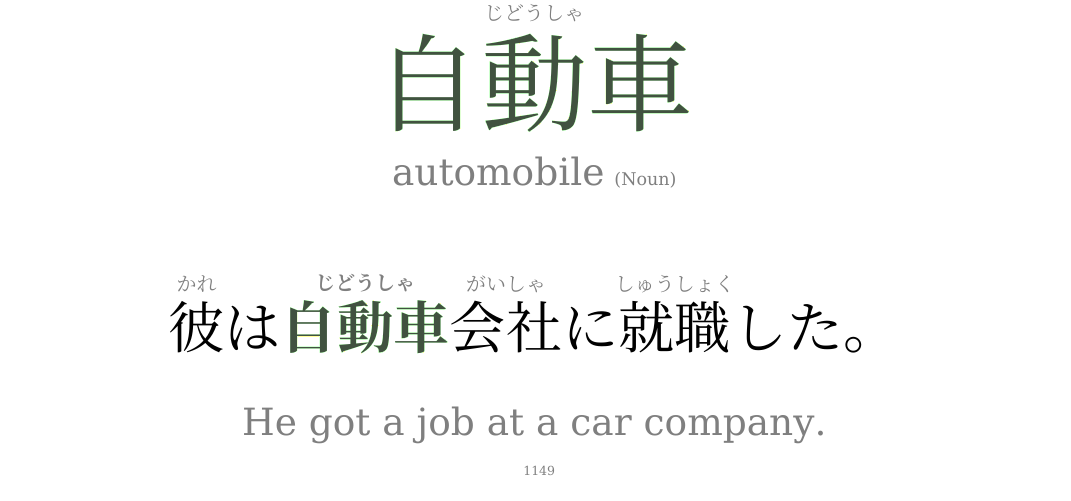 じどうしゃ
自動車
automobile (Noun)
かれ じどうしゃ がいしゃ しゅうしょく
彼は自動車会社に就職した。
He got a job at a car company.
1149